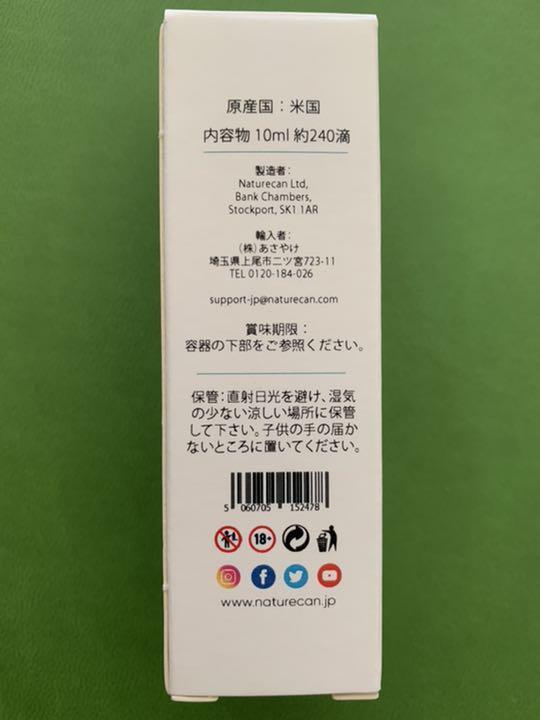 原産国：米国
内容物 10ml 約240滴
製造者：
Naturecan Ltd,
Bank Chambers,
Stockport, SK1 1AR
輸入者：
(株)あさやけ
埼玉県上尾市二ツ宮723-11
TEL 0120-184-026
support-jp@naturecan.com
賞味期限：
容器の下部をご参照ください。
保管：直射日光を避け、湿気
の少ない涼しい場所に保管
して下さい。子供の手の届か
ないところに置いてください。
5 060705 152478
18+
www.naturecan.jp